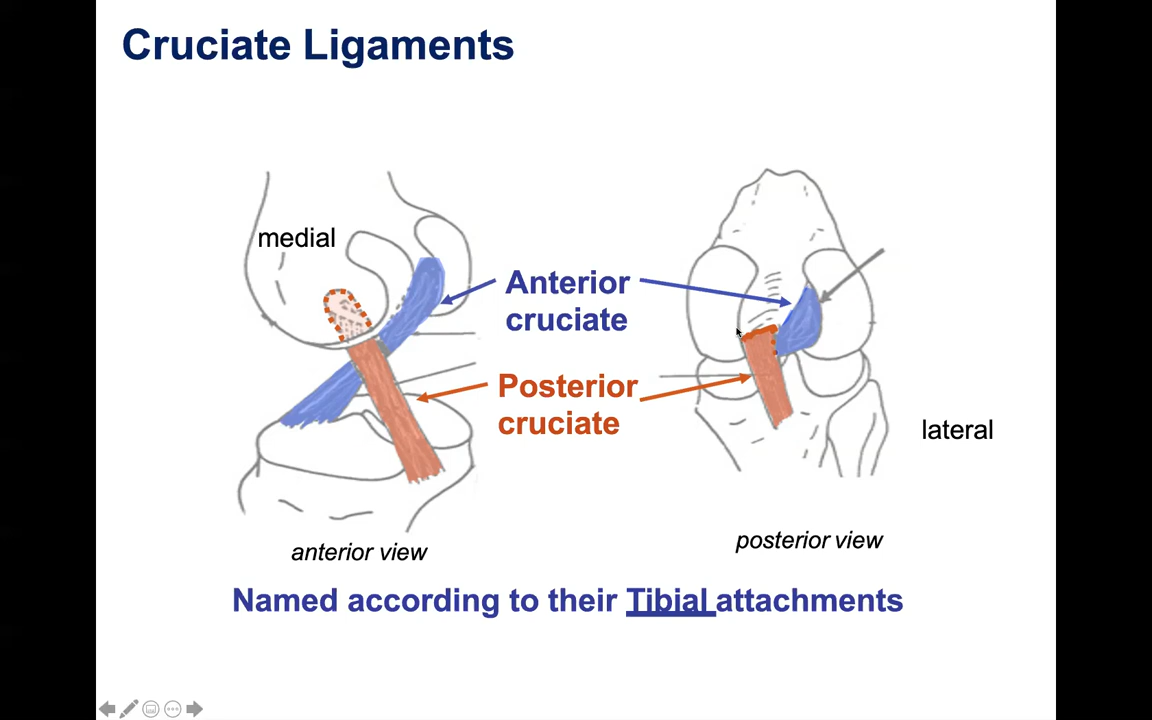 Cruciate Ligaments
medial
Anterior
cruciate
Posterior
cruciate
lateral
anterior view
posterior view
Named according to their Tibial attachments